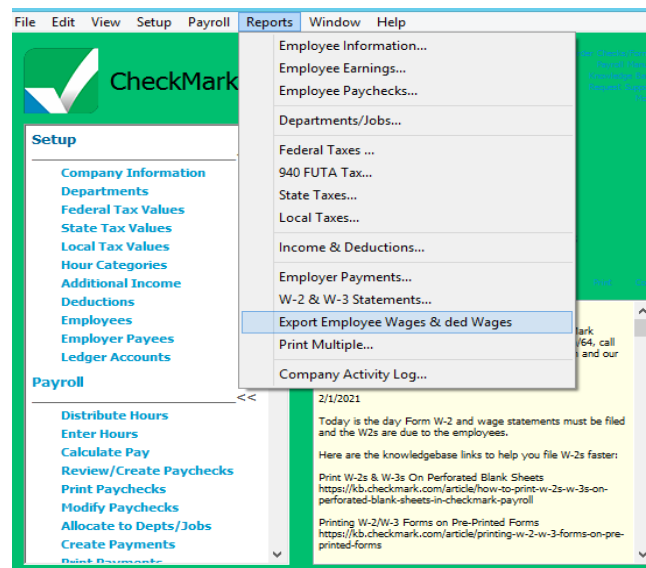 File Edit View Setup Payroll Reports Window Help
CheckMark
Employee Information...
Employee Earnings...
Employee Paychecks...
Departments/Jobs...
Federal Taxes ...
940 FUTA Tax...
State Taxes...
Local Taxes...
Income & Deductions...
Employer Payments...
W-2 & W-3 Statements...
Export Employee Wages & ded Wages
Print Multiple...
Company Activity Log...
Setup
Company Information
Departments
Federal Tax Values
State Tax Values
Local Tax Values
Hour Categories
Additional Income
Deductions
Employees
Employer Payees
Ledger Accounts
Payroll
<<
Distribute Hours
Enter Hours
Calculate Pay
Review/Create Paychecks
Print Paychecks
Modify Paychecks
Allocate to Depts/Jobs
Create Payments
Print Payments
/64, call
and our
2/1/2021
Today is the day Form W-2 and wage statements must be filed
and the W2s are due to the employees.
Here are the knowledgebase links to help you file W-2s faster:
Print W-2s & W-3s On Perforated Blank Sheets
https://kb.checkmark.com/article/how-to-print-w-2s-w-3s-on-
perforated-blank-sheets-in-checkmark-payroll
Printing W-2/W-3 Forms on Pre-Printed Forms
https://kb.checkmark.com/article/printing-w-2-w-3-forms-on-pre-
printed-forms